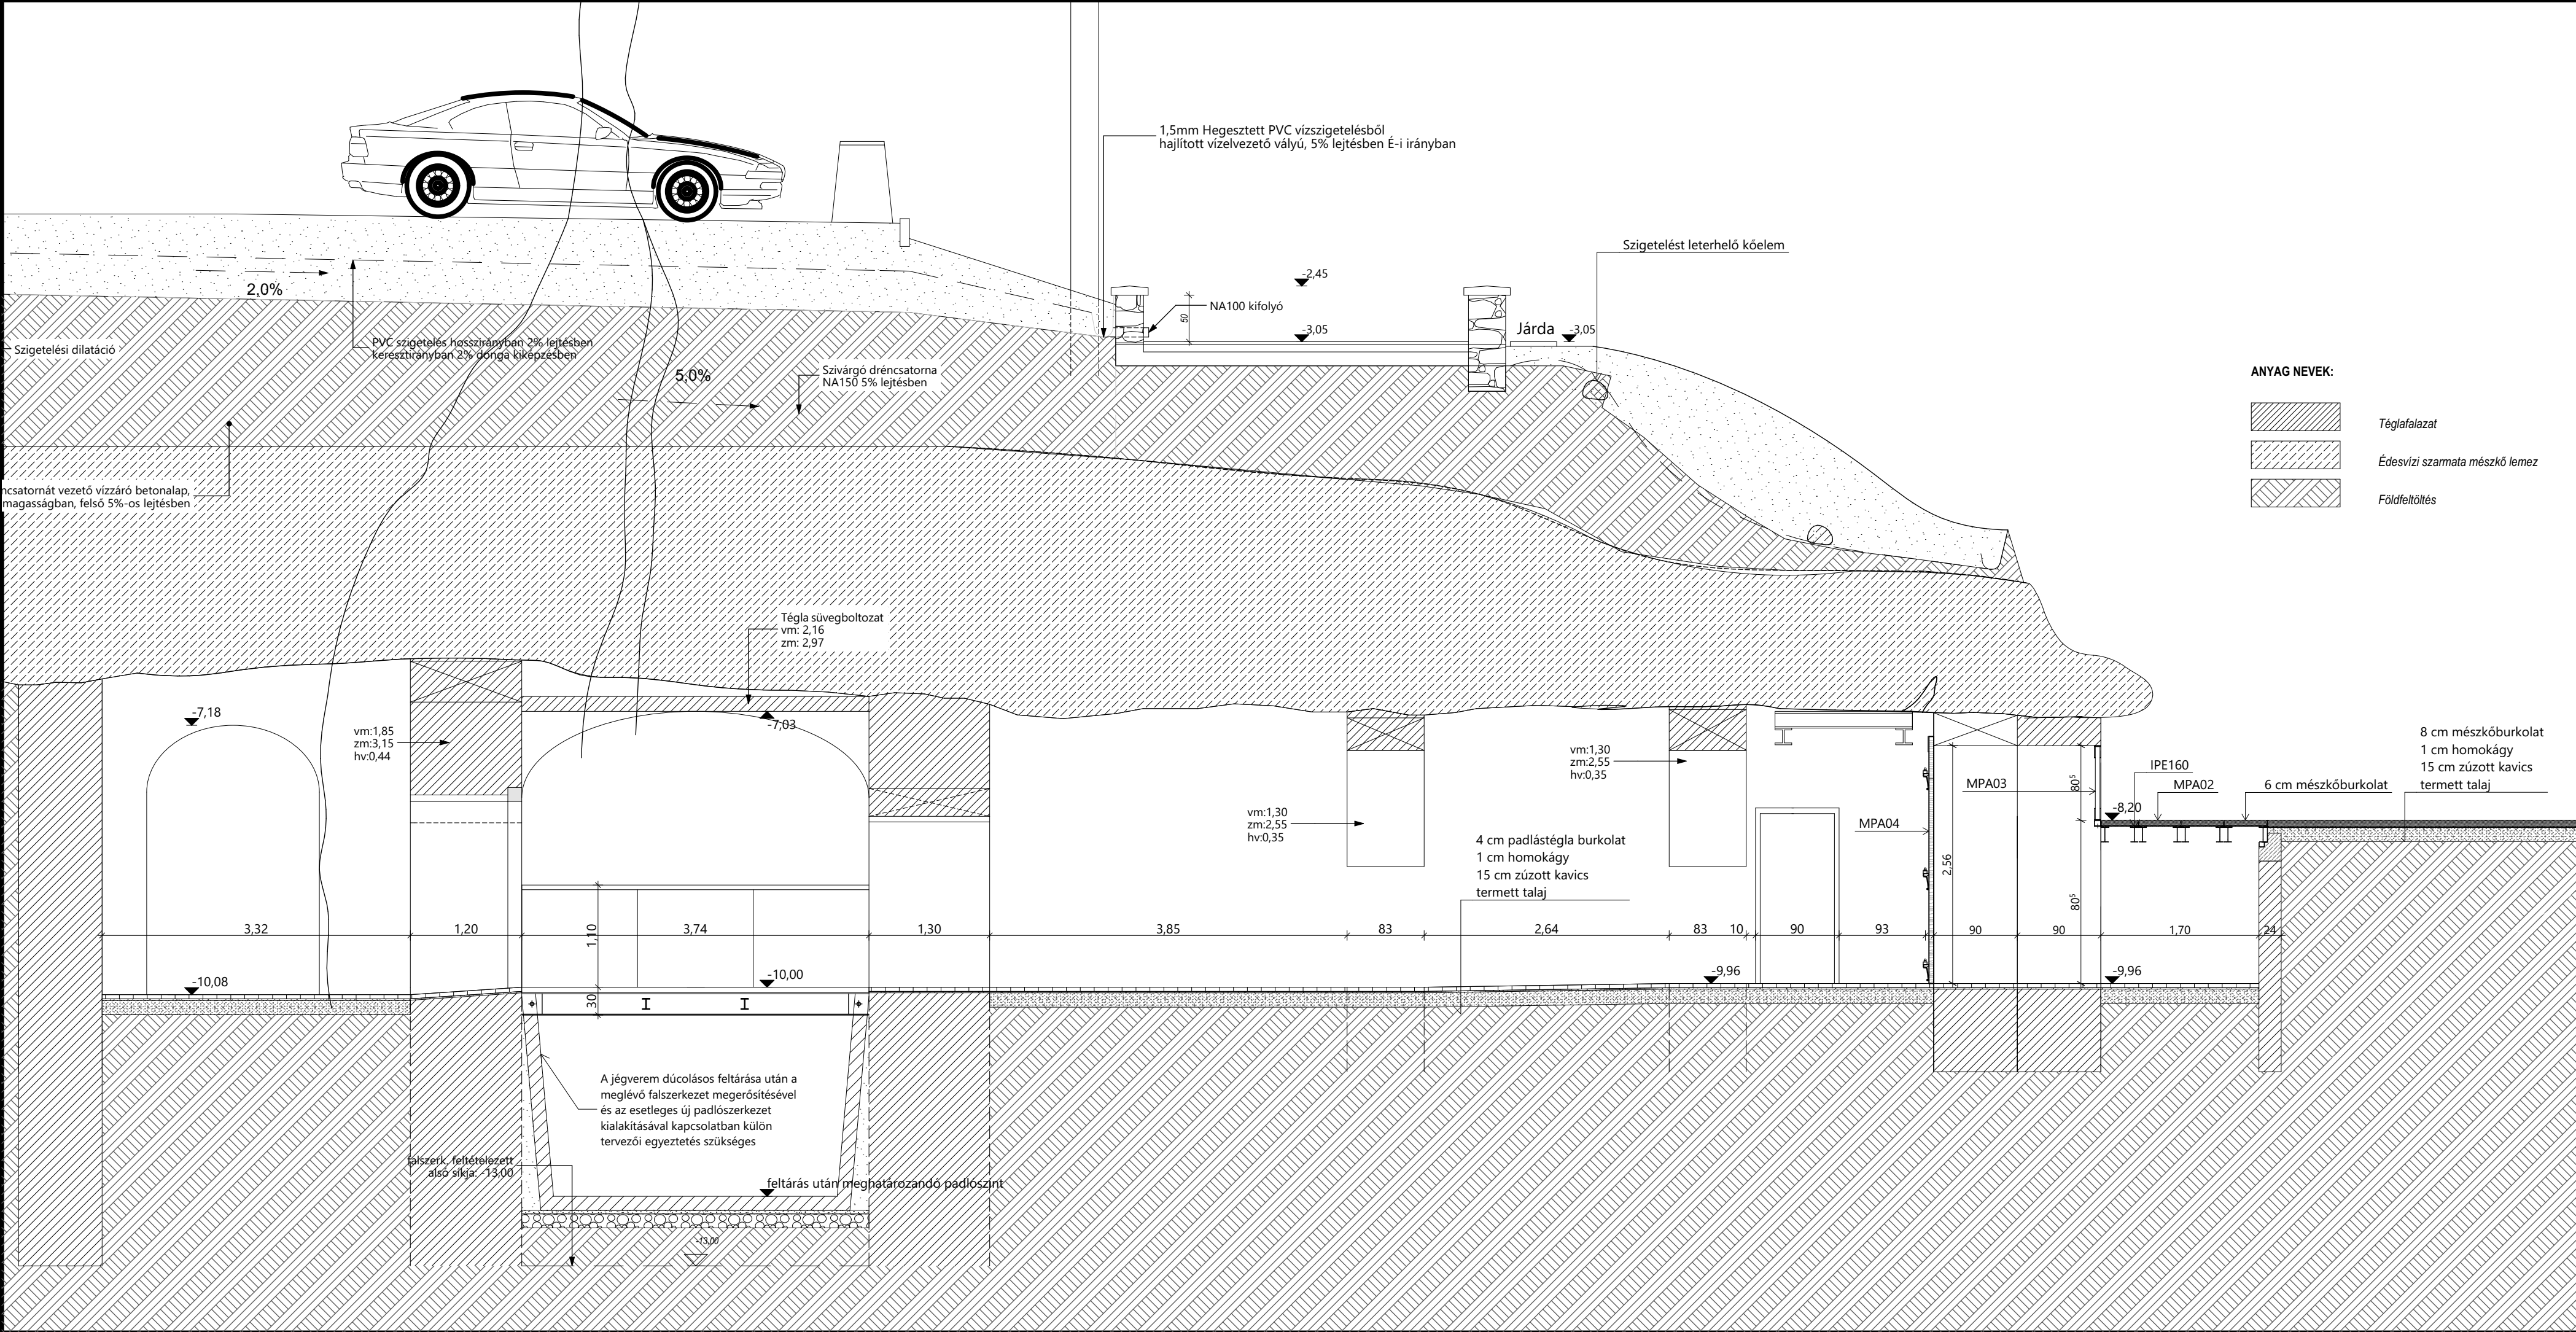 1,5mm Hegesztett PVC vízszigetelésből
hajlított vízelvezető vályú, 5% lejtésben É-i irányban
Szigetelést leterhelő kőelem
2,0%
-2,45
NA100 kifolyó
50
-3,05
Járda
-3,05
Szigetelési dilatáció
PVC szigetelés hosszirányban 2% lejtésben
keresztirányban 2% donga kiképzésben
5,0%
Szivárgó dréncsatorna
NA150 5% lejtésben
ANYAG NEVEK:
Téglafalazat
Édesvízi szarmata mészkő lemez
Földfeltöltés
ncsatornát vezető vízzáró betonalap,
magasságban, felső 5%-os lejtésben
Tégla süvegboltozat
vm: 2,16
zm: 2,97
-7,18
-7,03
vm:1,85
zm:3,15
hv:0,44
vm:1,30
zm:2,55
hv:0,35
vm:1,30
zm:2,55
hv:0,35
MPA03
MPA04
80⁵
IPE160
MPA02
6 cm mészkőburkolat
8 cm mészkőburkolat
1 cm homokágy
15 cm zúzott kavics
termett talaj
-8,20
4 cm padlástégla burkolat
1 cm homokágy
15 cm zúzott kavics
termett talaj
2,56
80⁵
3,32
1,20
1,10
3,74
1,30
3,85
83
2,64
83
10
90
93
90
90
1,70
24
-10,08
-10,00
-9,96
-9,96
30
A jégverem dúcolásos feltárása után a
meglévő falszerkezet megerősítésével
és az esetleges új padlószerkezet
kialakításával kapcsolatban külön
tervezői egyeztetés szükséges
falszerk. feltételezett
alsó síkja: -13,00
feltárás után meghatározandó padlószint
-13,00